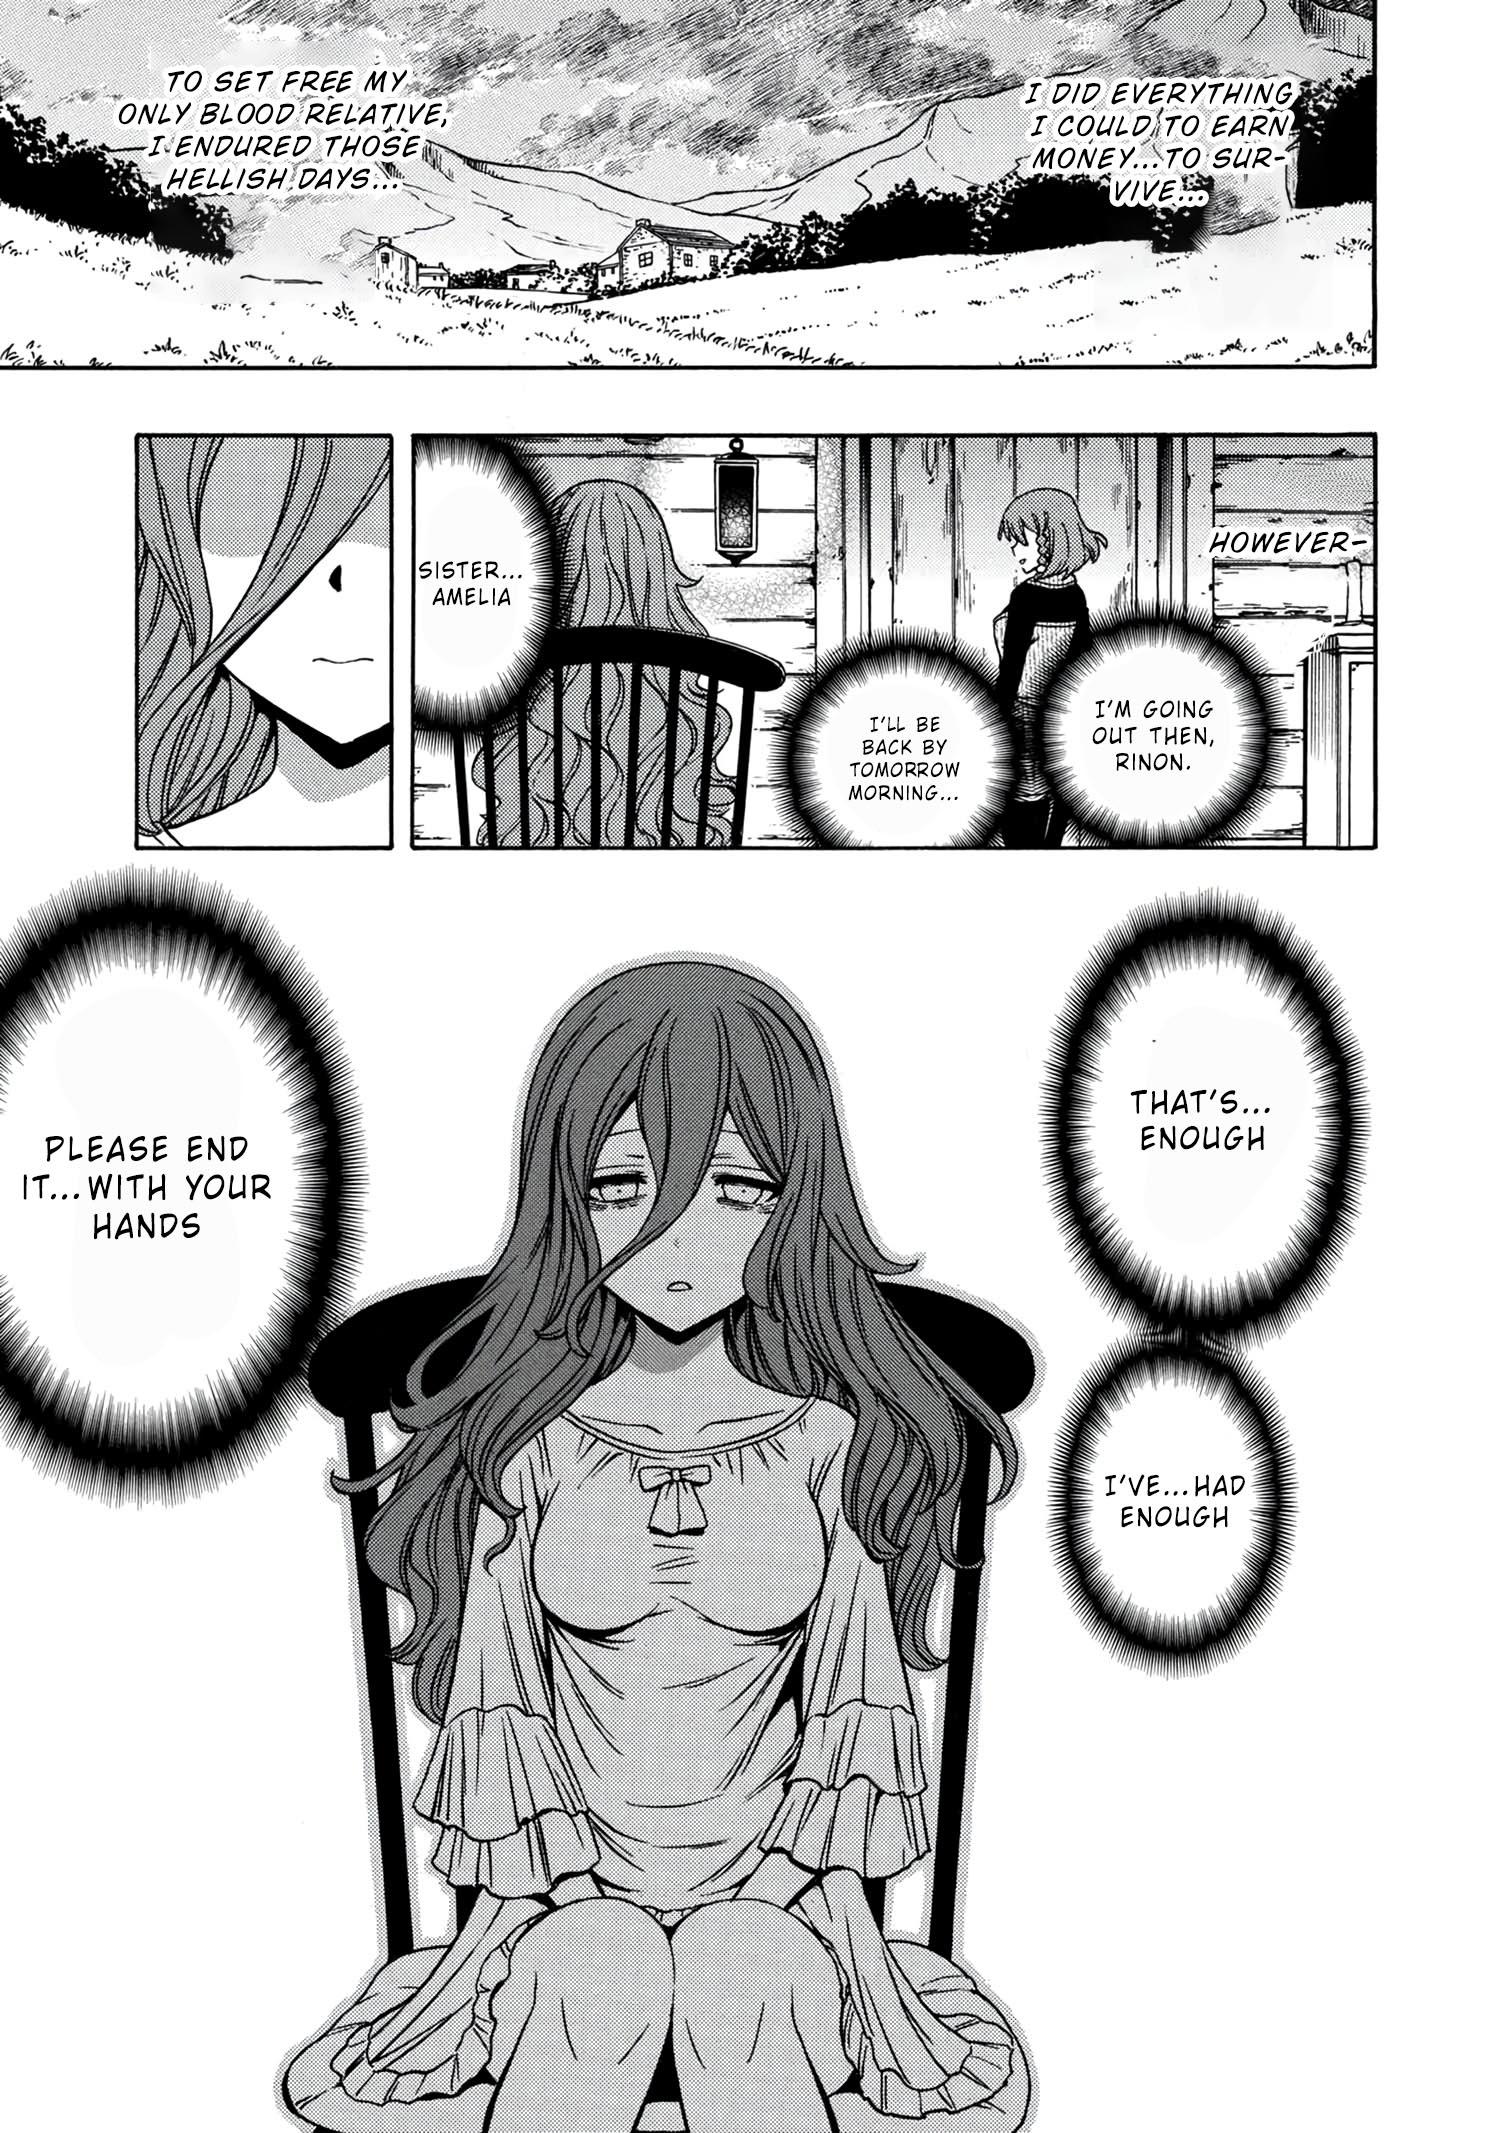 I DID EVERYTHING
I COULD TO EARN
MONEY...TO SUR-
VIVE...
TO SET FREE MY
ONLY BLOOD RELATIVE,
I ENDURED THOSE
HELLISH DAYS...
HOWEVER-
I'M GOING
OUT THEN,
RINON.
I'LL BE
BACK BY
TOMORROW
MORNING...
SISTER...
AMELIA
THAT'S...
ENOUGH
I'VE...HAD
ENOUGH
PLEASE END
IT...WITH YOUR
HANDS